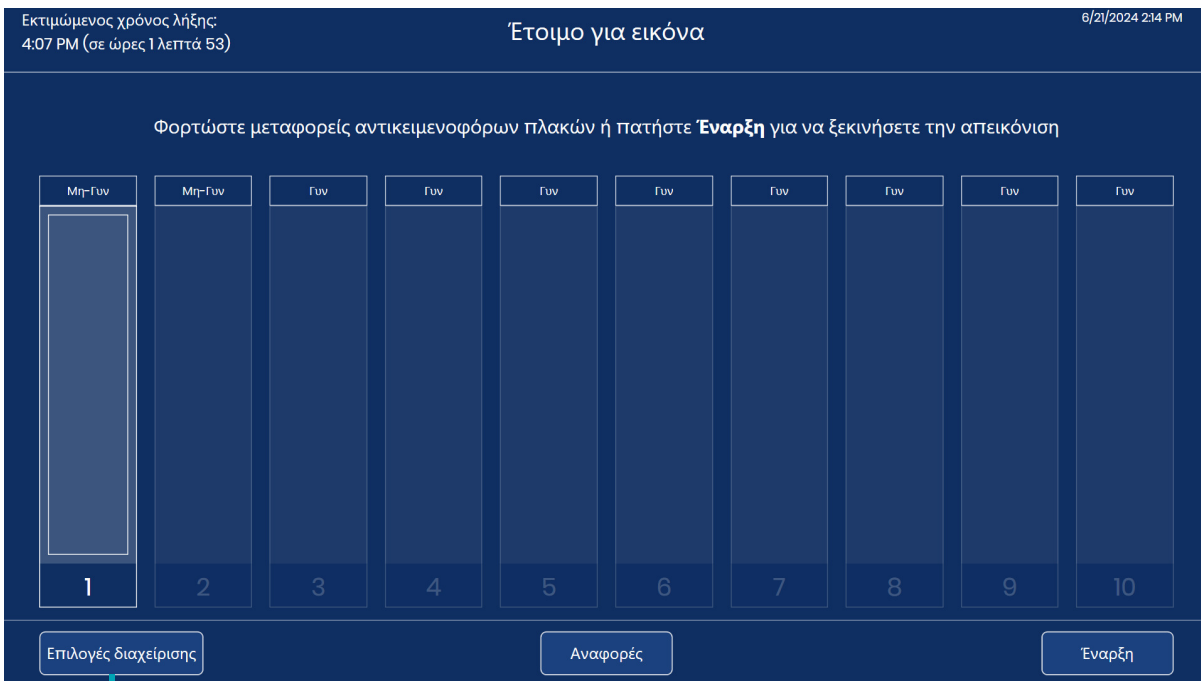 Εκτιμώμενος χρόνος λήξης:
4:07 PM (σε ώρες 1 λεπτά 53)
Έτοιμο για εικόνα
6/21/2024 2:14 PM
Φορτώστε μεταφορείς αντικειμενοφόρων πλακών ή πατήστε Έναρξη για να ξεκινήσετε την απεικόνιση
Μη-Γυν Μη-Γυν Γυν Γυν Γυν Γυν Γυν Γυν Γυν Γυν
1 2 3 4 5 6 7 8 9 10
Επιλογές διαχείρισης Αναφορές Έναρξη